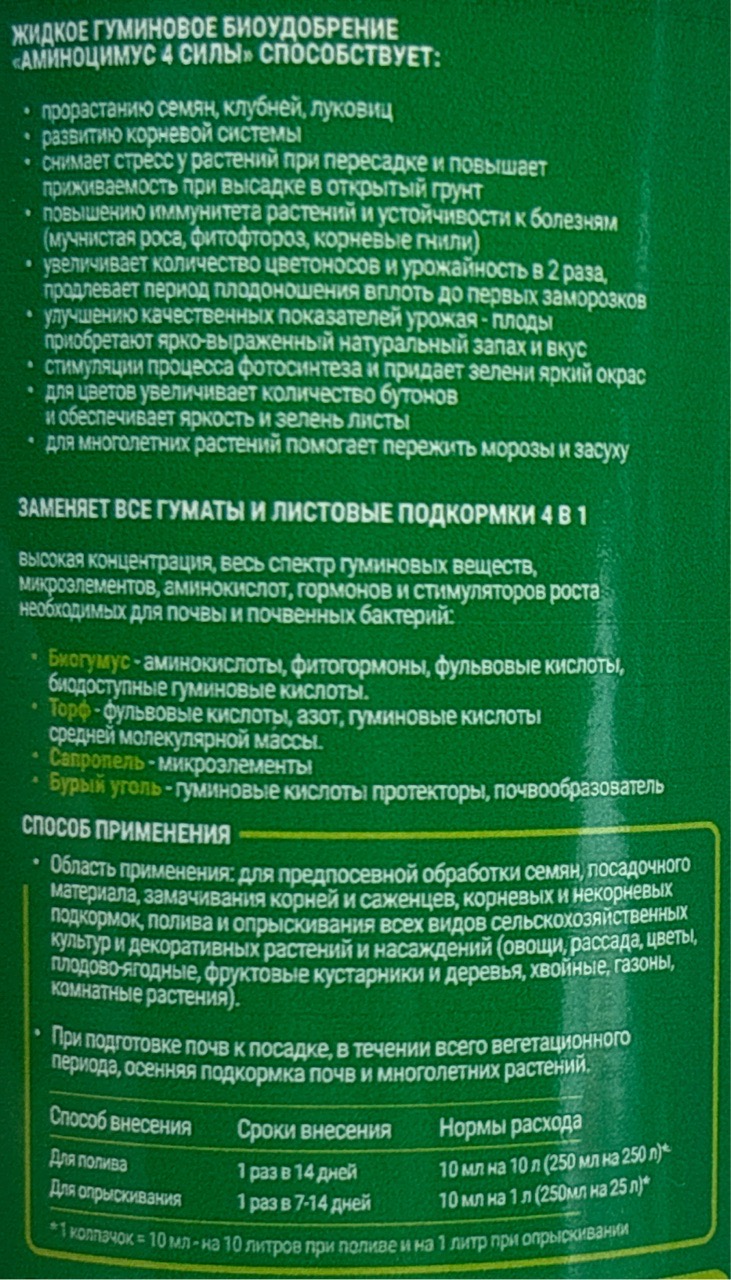 ЖИДКОЕ ГУМИНОВОЕ БИОУДОБРЕНИЕ
«АМИНОЦИМУС 4 СИЛЫ» СПОСОБСТВУЕТ:
• прорастанию семян, клубней, луковиц
• развитию корневой системы
• снимает стресс у растений при пересадке и повышает
приживаемость при высадке в открытый грунт
• повышению иммунитета растений и устойчивости к болезням
(мучнистая роса, фитофтороз, корневые гнили)
• увеличивает количество цветоносов и урожайность в 2 раза,
продлевает период плодоношения вплоть до первых заморозков
• улучшению качественных показателей урожая - плоды
приобретают ярко-выраженный натуральный запах и вкус
• стимуляции процесса фотосинтеза и придает зелени яркий окрас
• для цветов увеличивает количество бутонов
и обеспечивает яркость и зелень листы
• для многолетних растений помогает пережить морозы и засуху
ЗАМЕНЯЕТ ВСЕ ГУМАТЫ И ЛИСТОВЫЕ ПОДКОРМКИ 4 В 1
высокая концентрация, весь спектр гуминовых веществ,
микроэлементов, аминокислот, гормонов и стимуляторов роста
необходимых для почвы и почвенных бактерий:
• Биогумус - аминокислоты, фитогормоны, фульвовые кислоты,
биодоступные гуминовые кислоты.
• Торф - фульвовые кислоты, азот, гуминовые кислоты
средней молекулярной массы.
• Сапропель - микроэлементы
• Бурый уголь - гуминовые кислоты протекторы, почвообразователь
СПОСОБ ПРИМЕНЕНИЯ
• Область применения: для предпосевной обработки семян, посадочного
материала, замачивания корней и саженцев, корневых и некорневых
подкормок, полива и опрыскивания всех видов сельскохозяйственных
культур и декоративных растений и насаждений (овощи, рассада, цветы,
плодово-ягодные, фруктовые кустарники и деревья, хвойные, газоны,
комнатные растения).
• При подготовке почв к посадке, в течении всего вегетационного
периода, осенняя подкормка почв и многолетних растений.
Способ внесения Сроки внесения Нормы расхода
Для полива 1 раз в 14 дней 10 мл на 10 л (250 мл на 250 л)*
Для опрыскивания 1 раз в 7-14 дней 10 мл на 1 л (250мл на 25 л)*
*1 колпачок = 10 мл - на 10 литров при поливе и на 1 литр при опрыскивании